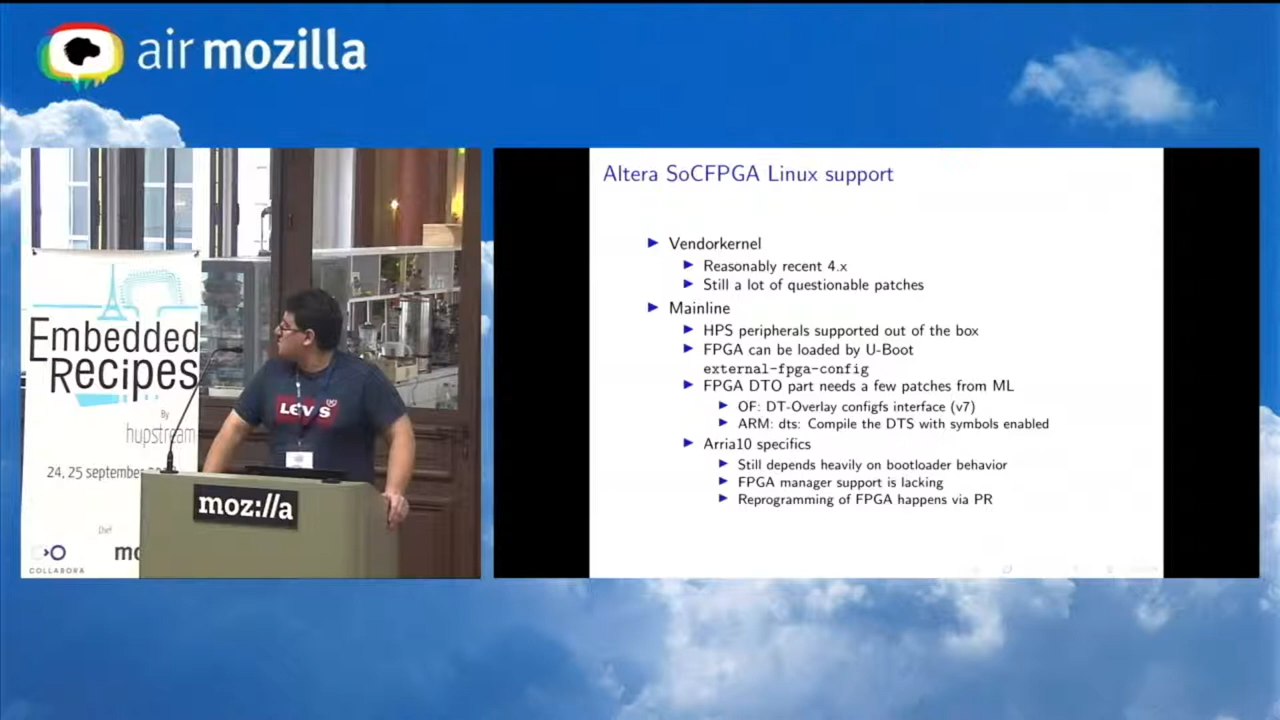 air mozilla
Embedded
Recipes
By
hupstream
24, 25 september
Chef
COLLABORA
mo
LEVI'S
moz://a
Altera SoCFPGA Linux support
Vendorkernel
Reasonably recent 4.x
Still a lot of questionable patches
Mainline
HPS peripherals supported out of the box
FPGA can be loaded by U-Boot
external-fpga-config
FPGA DTO part needs a few patches from ML
OF: DT-Overlay configfs interface (v7)
ARM: dts: Compile the DTS with symbols enabled
Arria10 specifics
Still depends heavily on bootloader behavior
FPGA manager support is lacking
Reprogramming of FPGA happens via PR